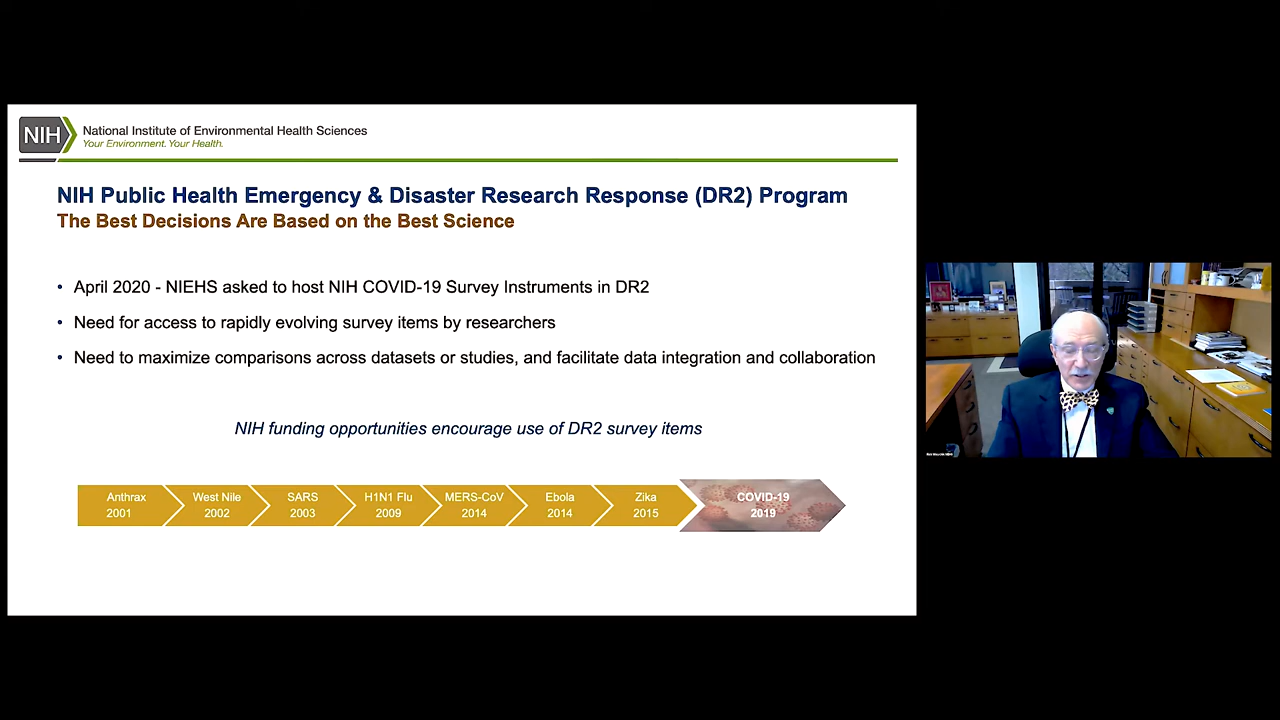 NIH
National Institute of Environmental Health Sciences
Your Environment. Your Health.
NIH Public Health Emergency & Disaster Research Response (DR2) Program
The Best Decisions Are Based on the Best Science
• April 2020 - NIEHS asked to host NIH COVID-19 Survey Instruments in DR2
• Need for access to rapidly evolving survey items by researchers
• Need to maximize comparisons across datasets or studies, and facilitate data integration and collaboration
NIH funding opportunities encourage use of DR2 survey items
Anthrax
2001
West Nile
2002
SARS
2003
H1N1 Flu
2009
MERS-CoV
2014
Ebola
2014
Zika
2015
COVID-19
2019